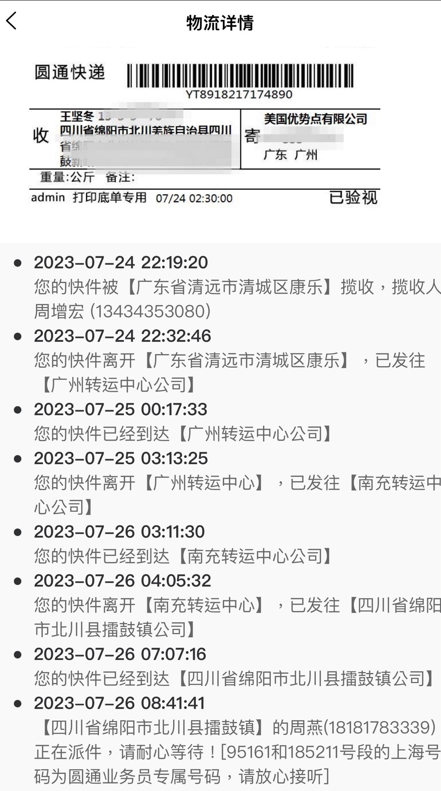 物流详情
圆通快递
YT8918217174890
王坚冬
美国优势点有限公司
收
四川省绵阳市北川羌族自治县四川
寄
广东 广州
重量:公斤 备注:
admin 打印底单专用 07/24 02:30:00
已验视
2023-07-24 22:19:20
您的快件被【广东省清远市清城区康乐】揽收，揽收人
周增宏 (13434353080)
2023-07-24 22:32:46
您的快件离开【广东省清远市清城区康乐】，已发往
【广州转运中心公司】
2023-07-25 00:17:33
您的快件已经到达【广州转运中心公司】
2023-07-25 03:13:25
您的快件离开【广州转运中心】，已发往【南充转运中
心公司】
2023-07-26 03:11:30
您的快件已经到达【南充转运中心公司】
2023-07-26 04:05:32
您的快件离开【南充转运中心】，已发往【四川省绵阳
市北川县擂鼓镇公司】
2023-07-26 07:07:16
您的快件已经到达【四川省绵阳市北川县擂鼓镇公司】
2023-07-26 08:41:41
【四川省绵阳市北川县擂鼓镇】的周燕(18181783339)
正在派件，请耐心等待！[95161和185211号段的上海号
码为圆通业务员专属号码，请放心接听]